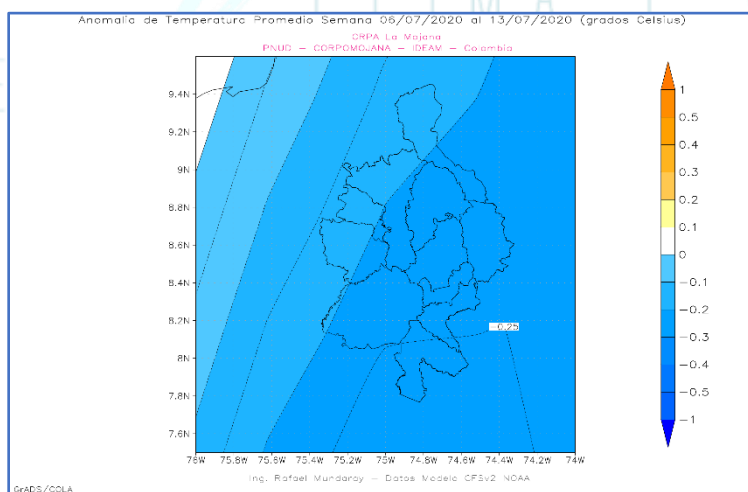 Anomalía de Temperatura Promedio Semana 06/07/2020 al 13/07/2020 (grados Celsius)
CRPA La Mojana
PNUD – CORPOMOJANA – IDEAM – Colombia
9.4N
9.2N
9N
8.8N
8.6N
8.4N
8.2N
8N
7.8N
7.6N
76W 75.8W 75.6W 75.4W 75.2W 75W 74.8W 74.6W 74.4W 74.2W 74W
-0.25
1
0.5
0.4
0.3
0.2
0.1
0
-0.1
-0.2
-0.3
-0.4
-0.5
-1
Ing. Rafael Mundaray – Datos Modelo CFSv2 NOAA
GrADS/COLA